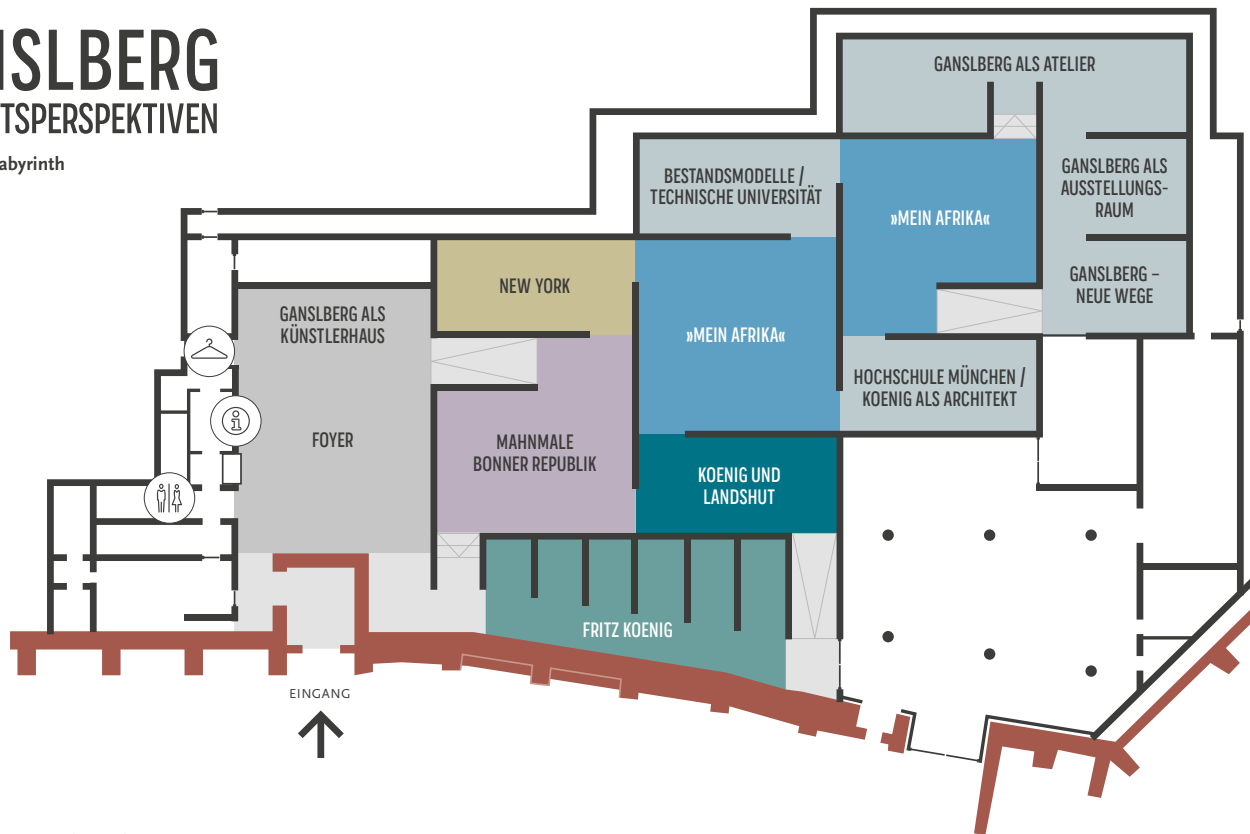 NSLBERG
TSPERSPEKTIVEN
abyrinth
GANSLBERG ALS ATELIER
BESTANDSMODELLE /
TECHNISCHE UNIVERSITÄT
»MEIN AFRIKA«
GANSLBERG ALS
AUSSTELLUNGS-
RAUM
NEW YORK
GANSLBERG –
NEUE WEGE
GANSLBERG ALS
KÜNSTLERHAUS
»MEIN AFRIKA«
HOCHSCHULE MÜNCHEN /
KOENIG ALS ARCHITEKT
FOYER
MAHNMALE
BONNER REPUBLIK
KOENIG UND
LANDSHUT
i
FRITZ KOENIG
EINGANG